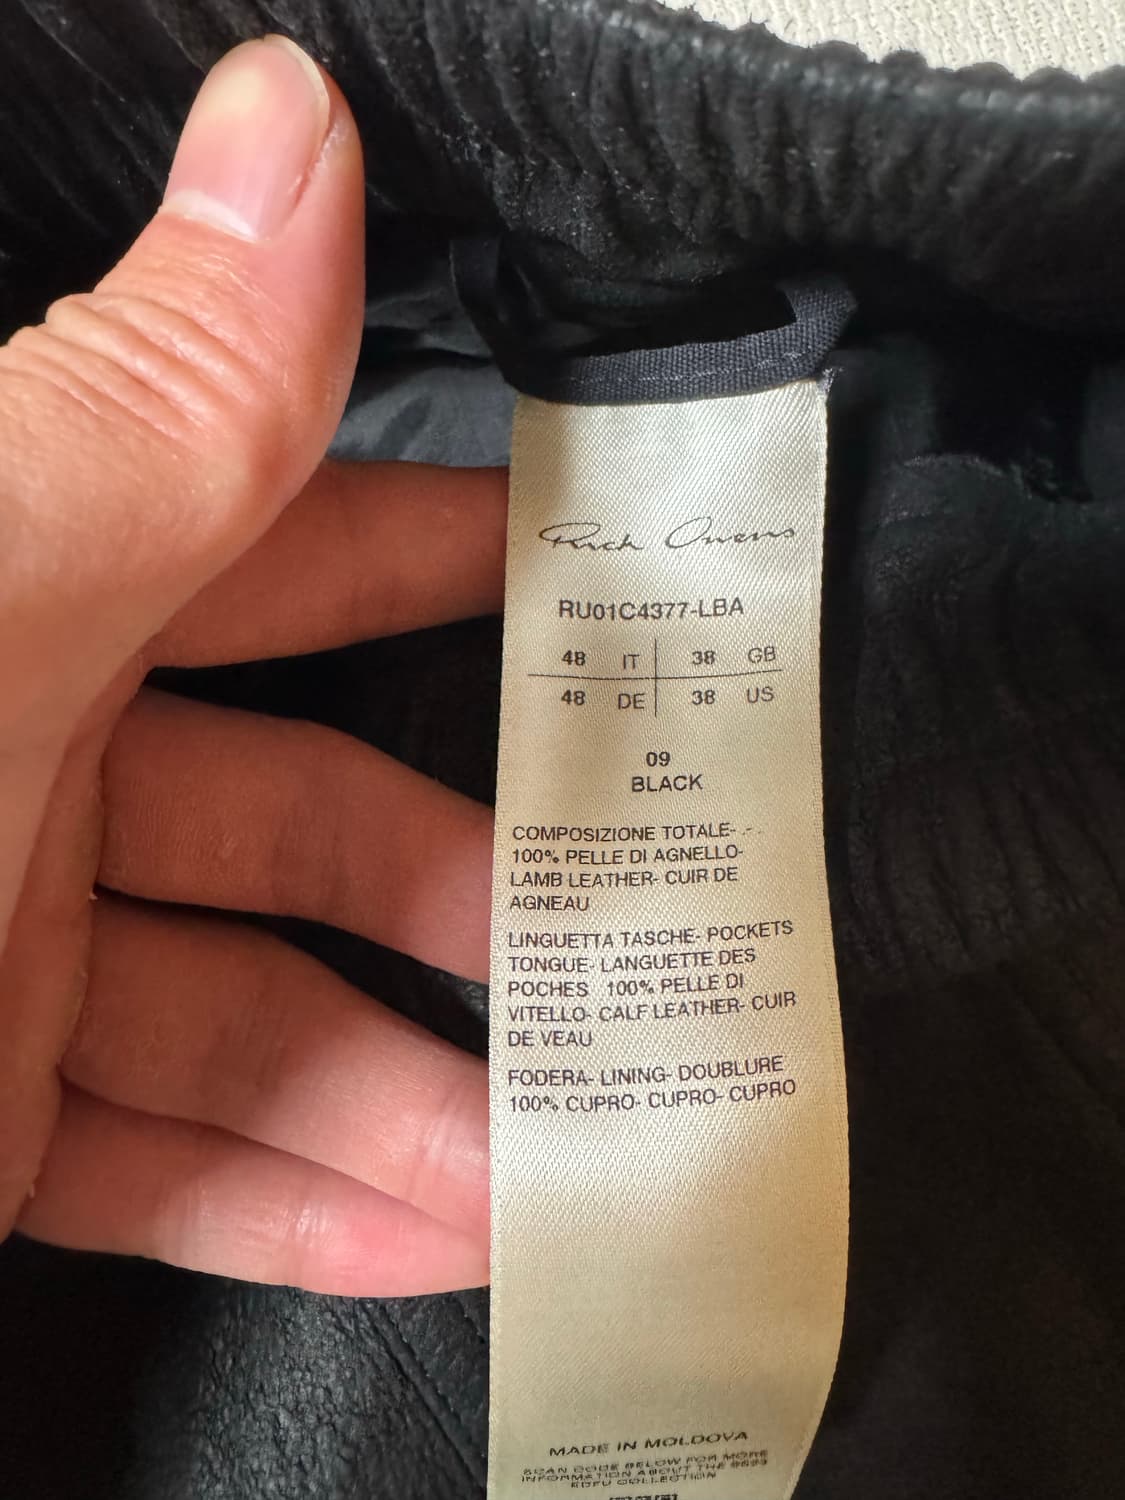 Rick Owens
RU01C4377-LBA
48 IT 38 GB
48 DE 38 US
09
BLACK
COMPOSIZIONE TOTALE- - -
100% PELLE DI AGNELLO-
LAMB LEATHER- CUIR DE
AGNEAU
LINGUETTA TASCHE- POCKETS
TONGUE- LANGUETTE DES
POCHES 100% PELLE DI
VITELLO- CALF LEATHER- CUIR
DE VEAU
FODERA- LINING- DOUBLURE
100% CUPRO- CUPRO- CUPRO
MADE IN MOLDOVA
SCAN CODE BELOW FOR MORE
INFORMATION ABOUT THE SS23
EDFU COLLECTION